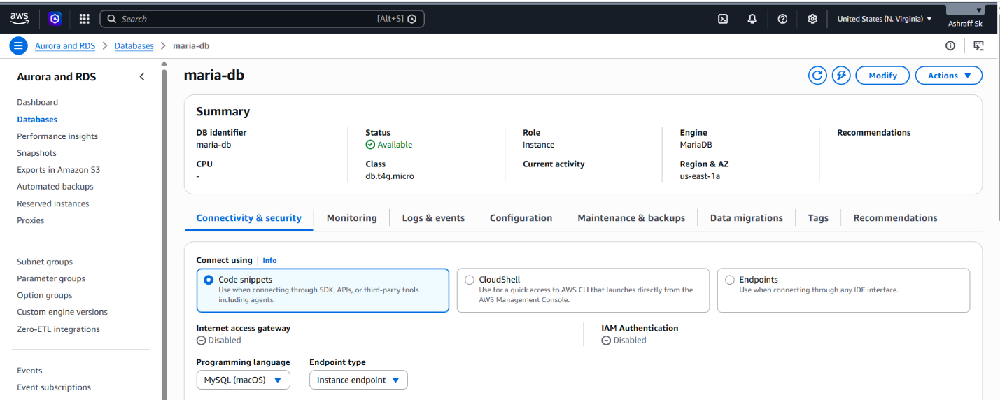 aws
Search
[Alt+S]
United States (N. Virginia)
Ashraff Sk
Aurora and RDS
Databases
maria-db
Aurora and RDS
Dashboard
Databases
Performance insights
Snapshots
Exports in Amazon S3
Automated backups
Reserved instances
Proxies
Subnet groups
Parameter groups
Option groups
Custom engine versions
Zero-ETL integrations
Events
Event subscriptions
maria-db
Modify
Actions
Summary
DB identifier
maria-db
CPU
-
Status
Available
Class
db.t4g.micro
Role
Instance
Current activity
Engine
MariaDB
Region & AZ
us-east-1a
Recommendations
Connectivity & security
Monitoring
Logs & events
Configuration
Maintenance & backups
Data migrations
Tags
Recommendations
Connect using
Info
Code snippets
Use when connecting through SDK, APIs, or third-party tools
including agents.
CloudShell
Use for a quick access to AWS CLI that launches directly from the
AWS Management Console.
Endpoints
Use when connecting through any IDE interface.
Internet access gateway
Disabled
IAM Authentication
Disabled
Programming language
MySQL (macOS)
Endpoint type
Instance endpoint